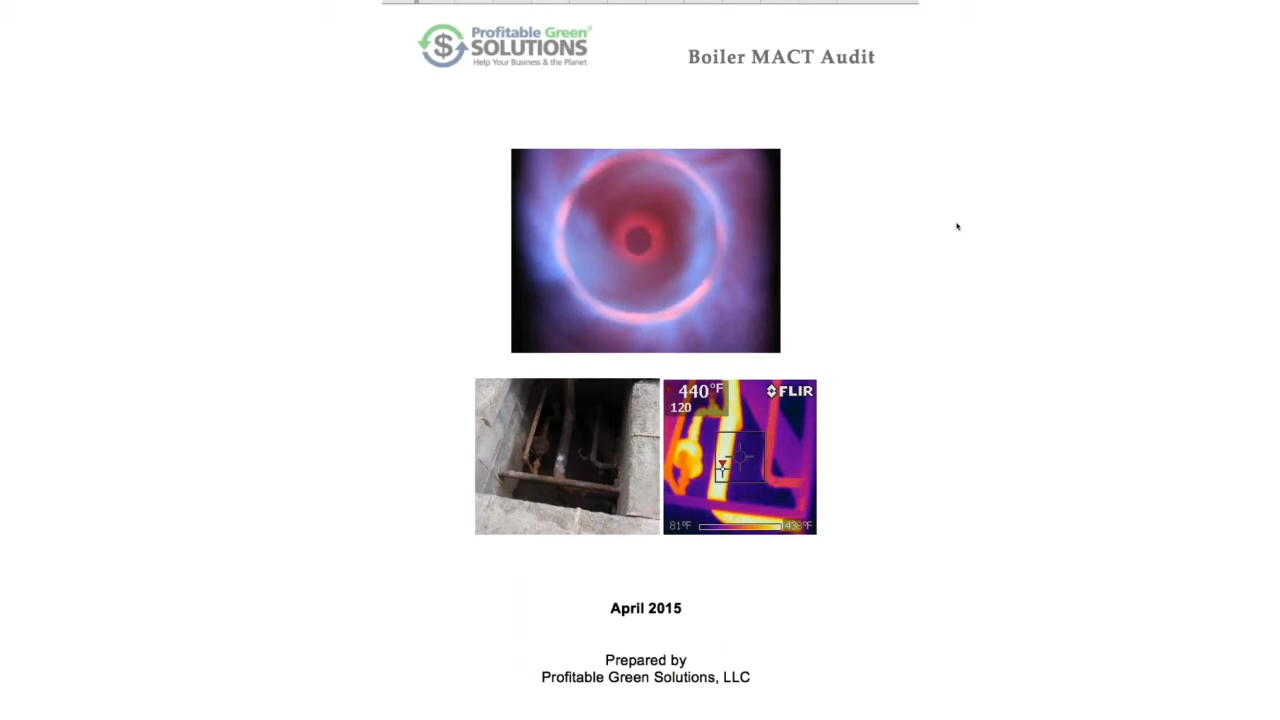 Profitable Green®
SOLUTIONS
Help Your Business & the Planet
Boiler MACT Audit
440°F
120
FLIR
81°F
438°F
April 2015
Prepared by
Profitable Green Solutions, LLC